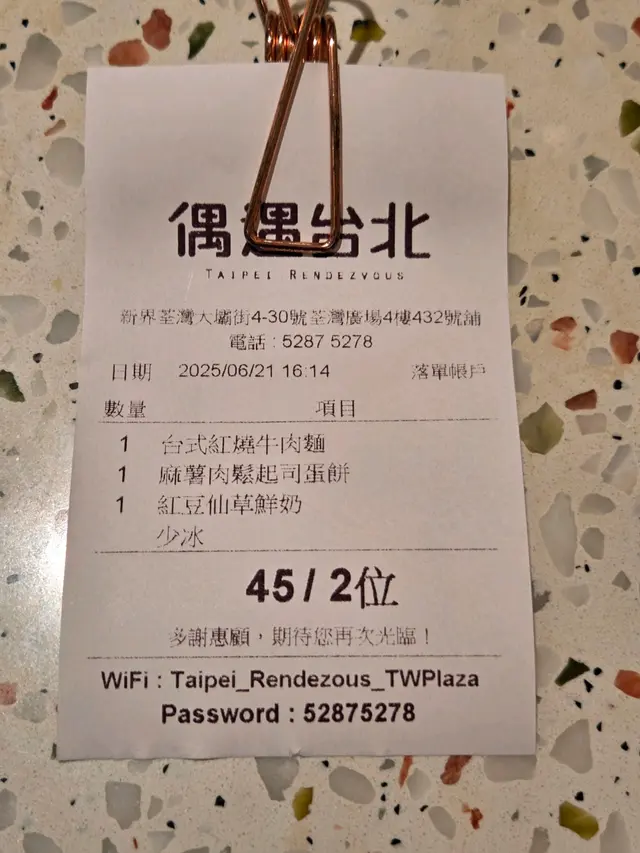 偶遇台北
TAIPEI RENDEZVOUS
新界荃灣大壩街4-30號荃灣廣場4樓432號舖
電話 : 5287 5278
日期 2025/06/21 16:14 落單帳戶
數量 項目
1 台式紅燒牛肉麵
1 麻薯肉鬆起司蛋餅
1 紅豆仙草鮮奶
少冰
45 / 2位
多謝惠顧，期待您再次光臨！
WiFi : Taipei_Rendezous_TWPlaza
Password : 52875278